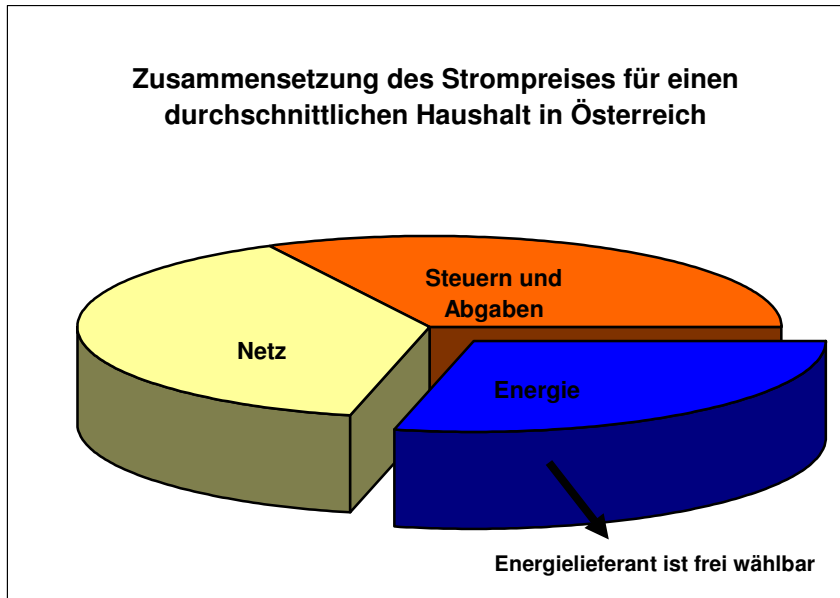 Zusammensetzung des Strompreises für einen
durchschnittlichen Haushalt in Österreich
Steuern und
Abgaben
Netz
Energie
Energielieferant ist frei wählbar